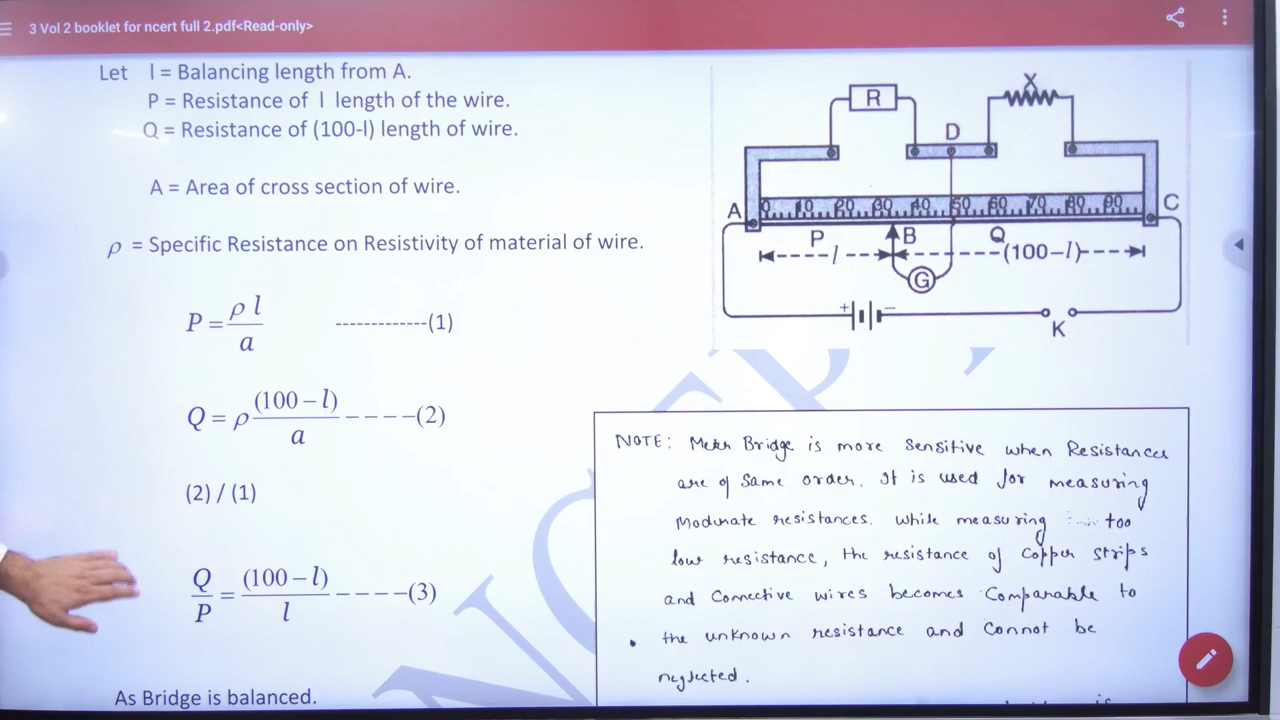 3 Vol 2 booklet for ncert full 2.pdf<Read-only>
Let l = Balancing length from A.
P = Resistance of l length of the wire.
Q = Resistance of (100-l) length of wire.
A = Area of cross section of wire.
ρ = Specific Resistance on Resistivity of material of wire.
P = ρ l / a -------------(1)
Q = ρ (100 – l) / a – – – –(2)
(2) / (1)
Q / P = (100 – l) / l – – – –(3)
As Bridge is balanced.
R X
D
A 0 10 20 30 40 50 60 70 80 90 C
P B Q
l (100–l)
G
+ –
K
NOTE: Meter Bridge is more sensitive when Resistances
are of same order. It is used for measuring
Moderate resistances. While measuring too
low resistance, the resistance of Copper strips
and Connective wires becomes Comparable to
the unknown resistance and Cannot be
neglected.
is
NCERT